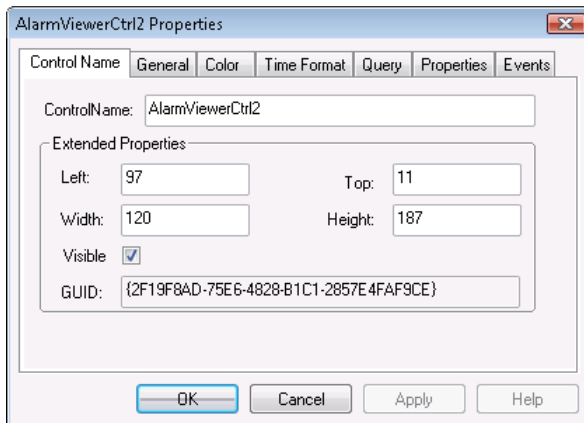 AlarmViewerCtrl2 Properties
Control Name General Color Time Format Query Properties Events
ControlName: AlarmViewerCtrl2
Extended Properties
Left: 97 Top: 11
Width: 120 Height: 187
Visible
GUID: {2F19F8AD-75E6-4828-B1C1-2857E4FAF9CE}
OK Cancel Apply Help